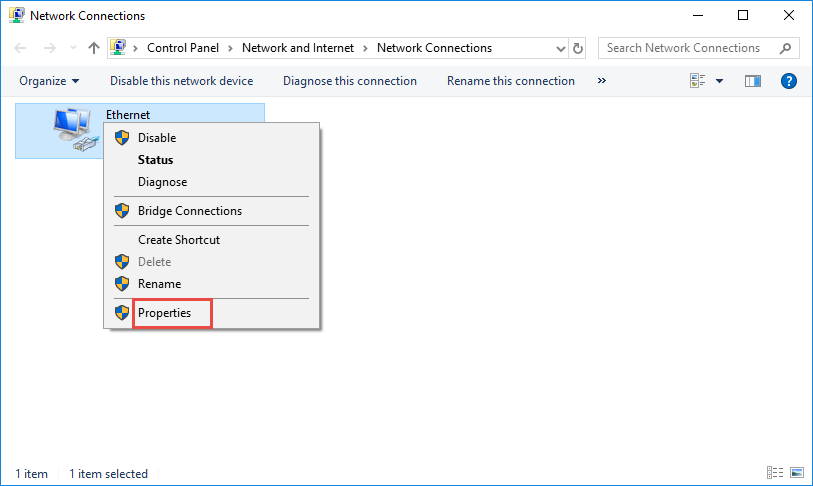 Network Connections
Control Panel > Network and Internet > Network Connections
Search Network Connections
Organize Disable this network device Diagnose this connection Rename this connection »
Ethernet
Disable
Status
Diagnose
Bridge Connections
Create Shortcut
Delete
Rename
Properties
1 item 1 item selected